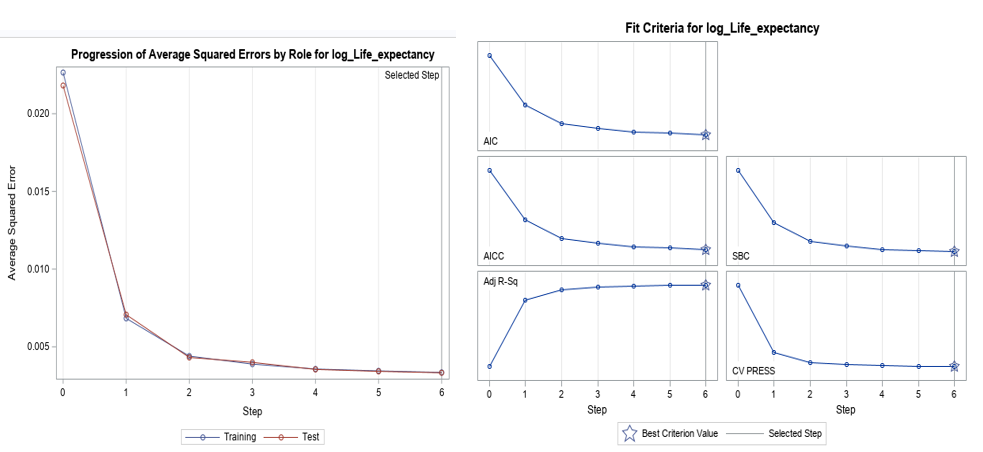 Progression of Average Squared Errors by Role for log_Life_expectancy
Selected Step
0.020
0.015
0.010
0.005
Average Squared Error
0 1 2 3 4 5 6
Step
Training Test
Fit Criteria for log_Life_expectancy
AIC
AICC
SBC
Adj R-Sq
CV PRESS
0 1 2 3 4 5 6
Step
0 1 2 3 4 5 6
Step
Best Criterion Value Selected Step